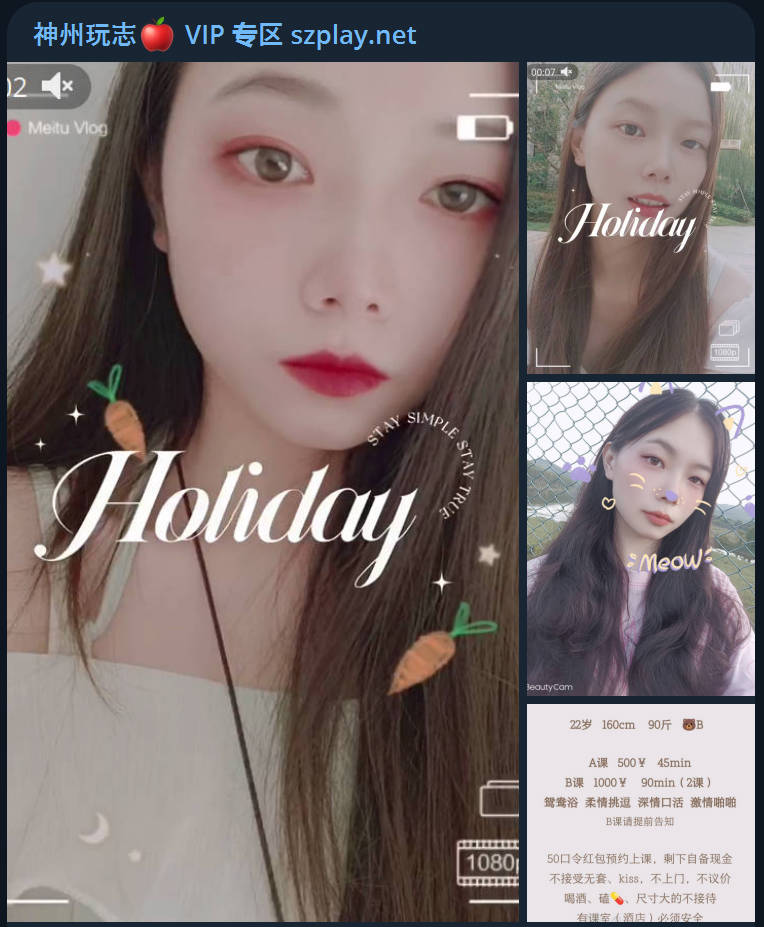 神州玩志🍎 VIP 专区 szplay.net
02
Meitu Vlog
STAY SIMPLE STAY TRUE
Holiday
1080p
00:07
Meitu Vlog
STAY SIMPLE STAY
Holiday
1080p
Meow
BeautyCam
22岁 160cm 90斤 🐻B
A课 500¥ 45min
B课 1000¥ 90min（2课）
鸳鸯浴 柔情挑逗 深情口活 激情啪啪
B课请提前告知
50口令红包预约上课，剩下自备现金
不接受无套、kiss，不上门，不议价
喝酒、磕💊、尺寸大的不接待
有课室（酒店）必须安全